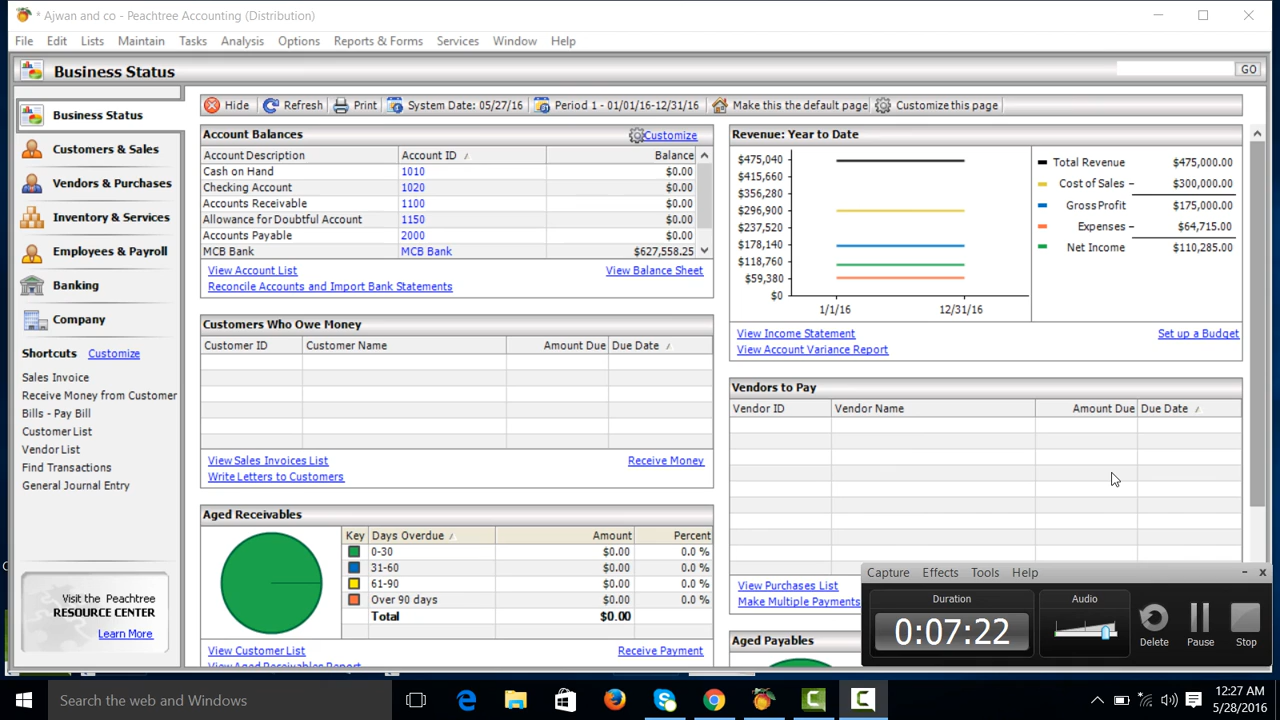 * Ajwan and co - Peachtree Accounting (Distribution)
File Edit Lists Maintain Tasks Analysis Options Reports & Forms Services Window Help
Business Status
GO
Business Status
Customers & Sales
Vendors & Purchases
Inventory & Services
Employees & Payroll
Banking
Company
Shortcuts Customize
Sales Invoice
Receive Money from Customer
Bills - Pay Bill
Customer List
Vendor List
Find Transactions
General Journal Entry
Visit the Peachtree
RESOURCE CENTER
Learn More
Hide Refresh Print System Date: 05/27/16 Period 1 - 01/01/16-12/31/16 Make this the default page Customize this page
Account Balances Customize
Account Description Account ID Balance
Cash on Hand 1010 $0.00
Checking Account 1020 $0.00
Accounts Receivable 1100 $0.00
Allowance for Doubtful Account 1150 $0.00
Accounts Payable 2000 $0.00
MCB Bank MCB Bank $627,558.25
View Account List View Balance Sheet
Reconcile Accounts and Import Bank Statements
Customers Who Owe Money
Customer ID Customer Name Amount Due Due Date
View Sales Invoices List Receive Money
Write Letters to Customers
Aged Receivables
Key Days Overdue Amount Percent
0-30 $0.00 0.0 %
31-60 $0.00 0.0 %
61-90 $0.00 0.0 %
Over 90 days $0.00 0.0 %
Total $0.00
View Customer List Receive Payment
View Aged Receivables Report
Revenue: Year to Date
$475,040
$415,660
$356,280
$296,900
$237,520
$178,140
$118,760
$59,380
$0
1/1/16 12/31/16
Total Revenue $475,000.00
Cost of Sales – $300,000.00
Gross Profit $175,000.00
Expenses – $64,715.00
Net Income $110,285.00
View Income Statement Set up a Budget
View Account Variance Report
Vendors to Pay
Vendor ID Vendor Name Amount Due Due Date
View Purchases List
Make Multiple Payments
Aged Payables
Capture Effects Tools Help
Duration Audio
0:07:22
Delete Pause Stop
Search the web and Windows
12:27 AM
5/28/2016